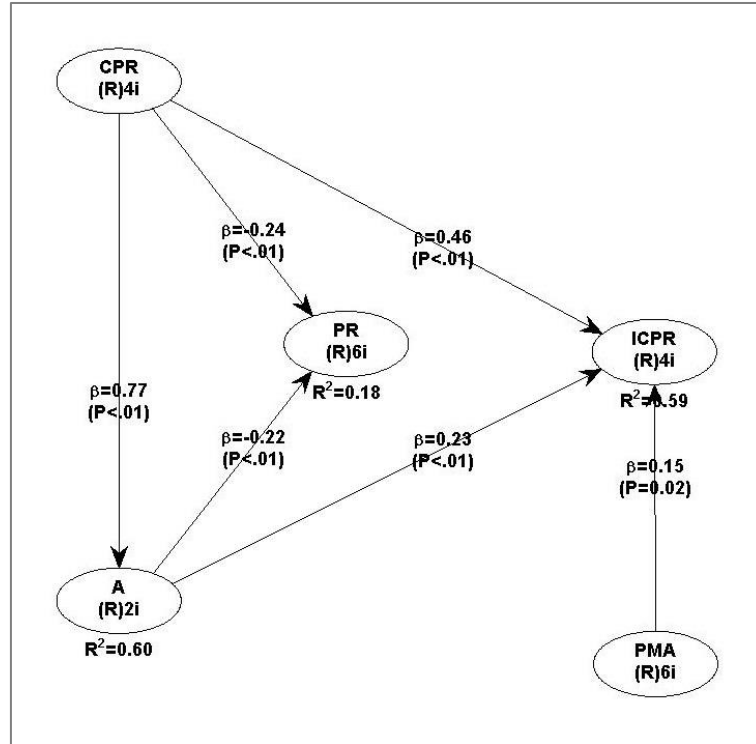 CPR
(R)4i
β=-0.24
(P<.01)
β=0.46
(P<.01)
PR
(R)6i
R²=0.18
ICPR
(R)4i
R²=0.59
β=0.77
(P<.01)
β=-0.22
(P<.01)
β=0.23
(P<.01)
β=0.15
(P=0.02)
A
(R)2i
R²=0.60
PMA
(R)6i